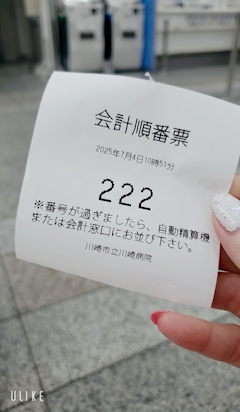 会計順番票
2025年7月4日10時51分
222
※番号が過ぎましたら、自動精算機
または会計窓口にお並び下さい。
川崎市立川崎病院
ULIKE